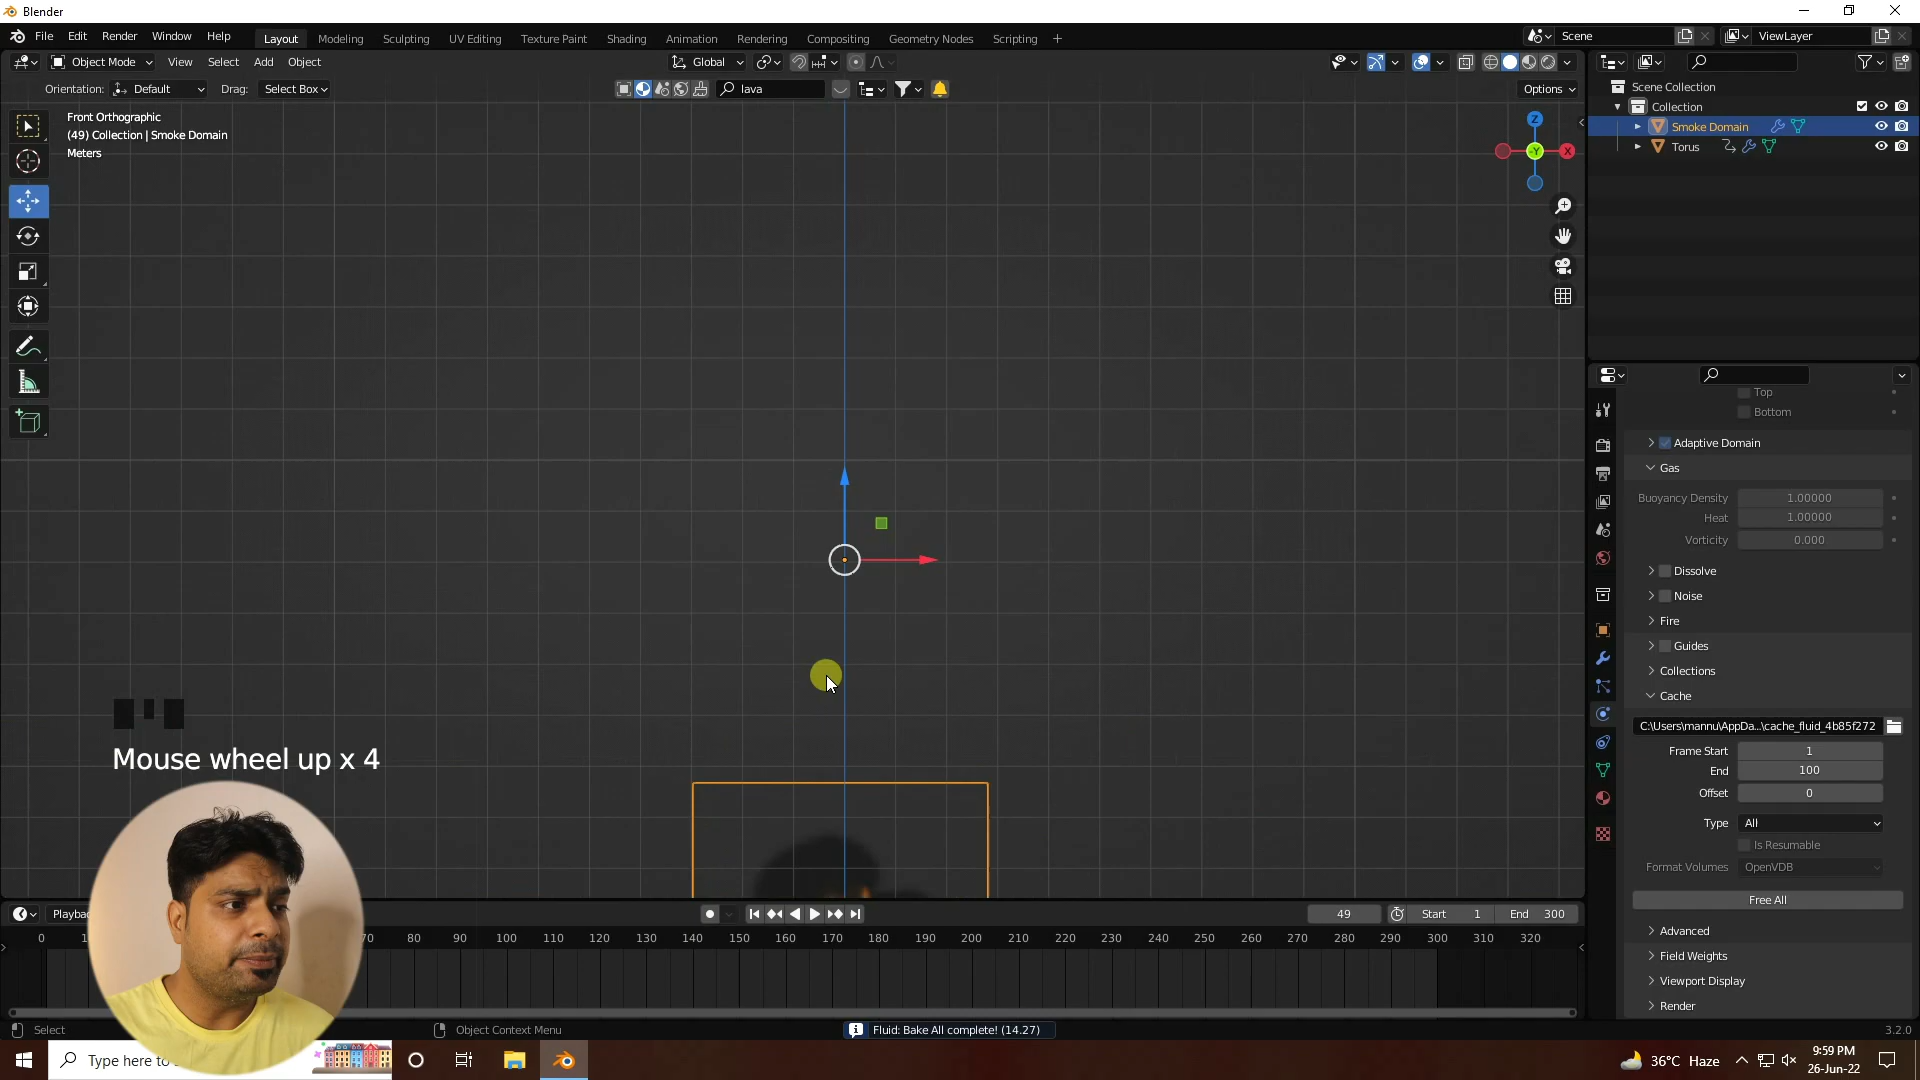 Blender
File Edit Render Window Help
Layout Modeling Sculpting UV Editing Texture Paint Shading Animation Rendering Compositing Geometry Nodes Scripting +
Scene
ViewLayer
Object Mode View Select Add Object
Global
Orientation: Default Drag: Select Box
lava
Options
Front Orthographic
(49) Collection | Smoke Domain
Meters
Z
-Y
X
Scene Collection
Collection
Smoke Domain
Torus
Top
Bottom
Adaptive Domain
Gas
Buoyancy Density 1.00000
Heat 1.00000
Vorticity 0.000
Dissolve
Noise
Fire
Guides
Collections
Cache
C:\Users\mannu\AppDa...\cache_fluid_4b85f272
Frame Start 1
End 100
Offset 0
Type All
Is Resumable
Format Volumes OpenVDB
Free All
Advanced
Field Weights
Viewport Display
Render
Mouse wheel up x 4
Playba
49 Start 1 End 300
0 1 70 80 90 100 110 120 130 140 150 160 170 180 190 200 210 220 230 240 250 260 270 280 290 300 310 320
Select
Object Context Menu
Fluid: Bake All complete! (14.27)
3.2.0
Type here to
36°C Haze
9:59 PM
26-Jun-22